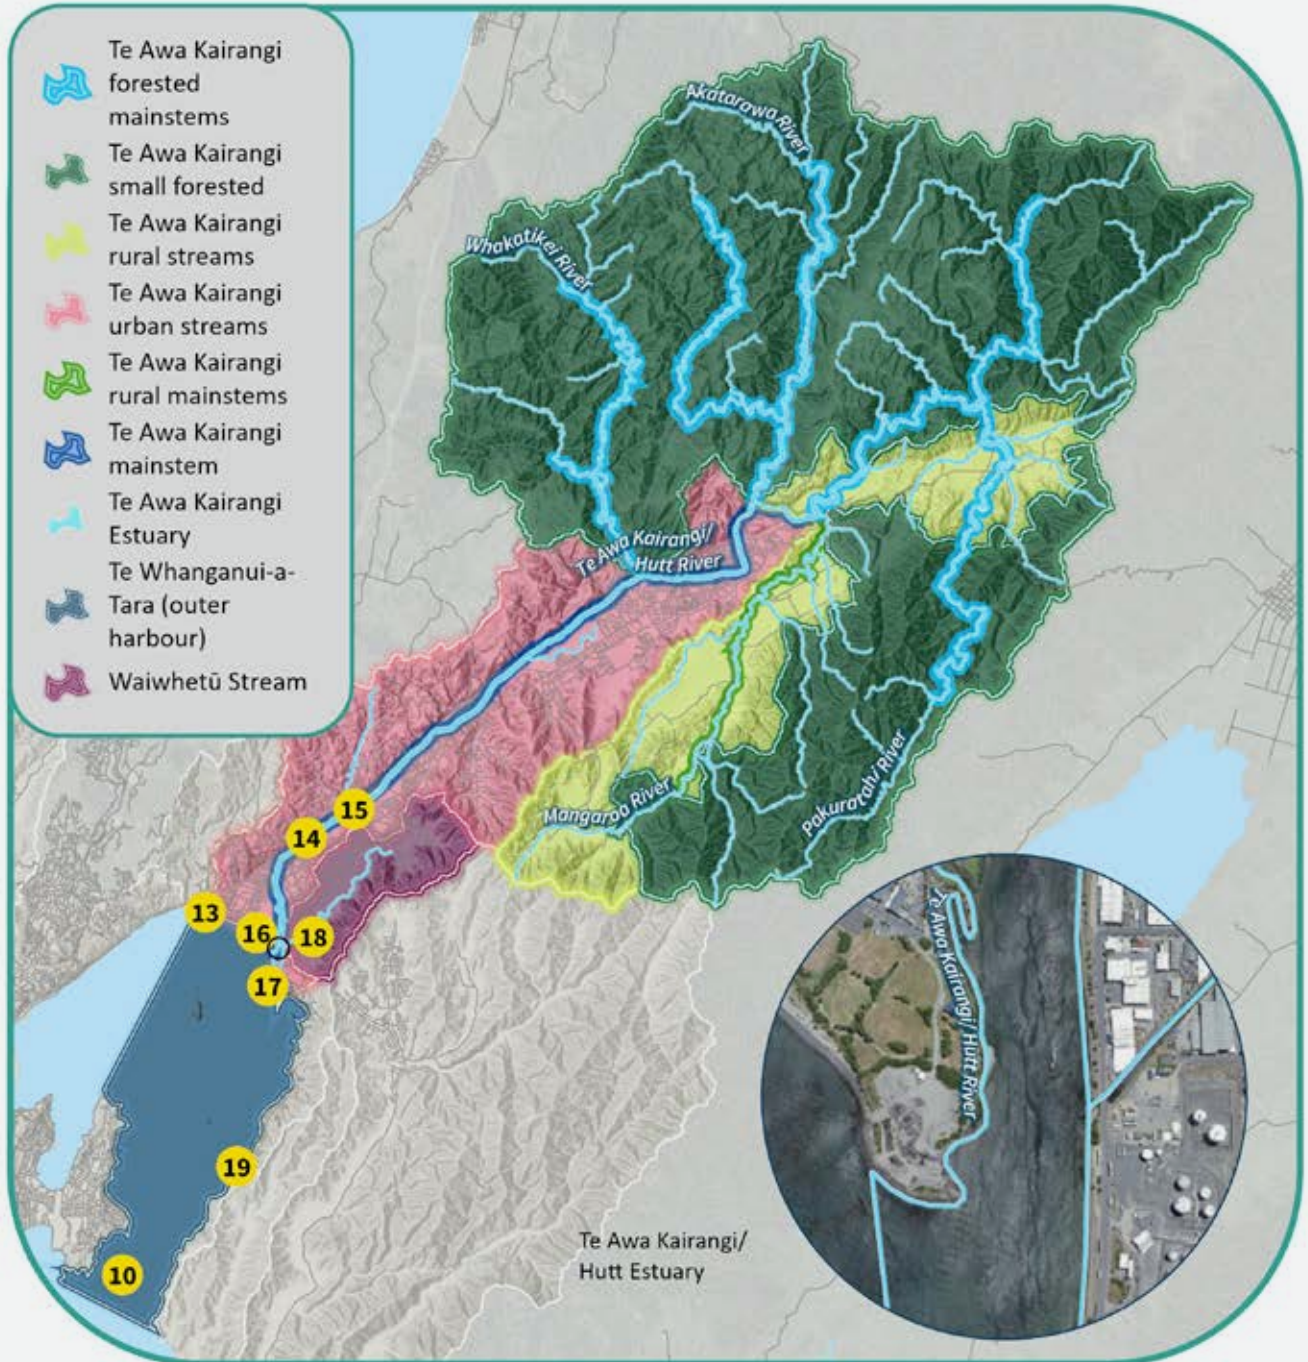 Te Awa Kairangi
forested
mainstems
Te Awa Kairangi
small forested
Te Awa Kairangi
rural streams
Te Awa Kairangi
urban streams
Te Awa Kairangi
rural mainstems
Te Awa Kairangi
mainstem
Te Awa Kairangi
Estuary
Te Whanganui-a-
Tara (outer
harbour)
Waiwhetū Stream
Akatarawa River
Whakatikei River
Te Awa Kairangi/
Hutt River
Mangaroa River
Pakuratahi River
15
14
13
16
18
17
19
10
Te Awa Kairangi/ Hutt River
Te Awa Kairangi/
Hutt Estuary